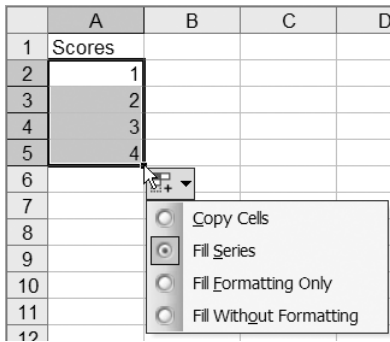 A B C D
1 Scores
2 1
3 2
4 3
5 4
6
7
8 Copy Cells
9 Fill Series
10 Fill Formatting Only
11 Fill Without Formatting
12